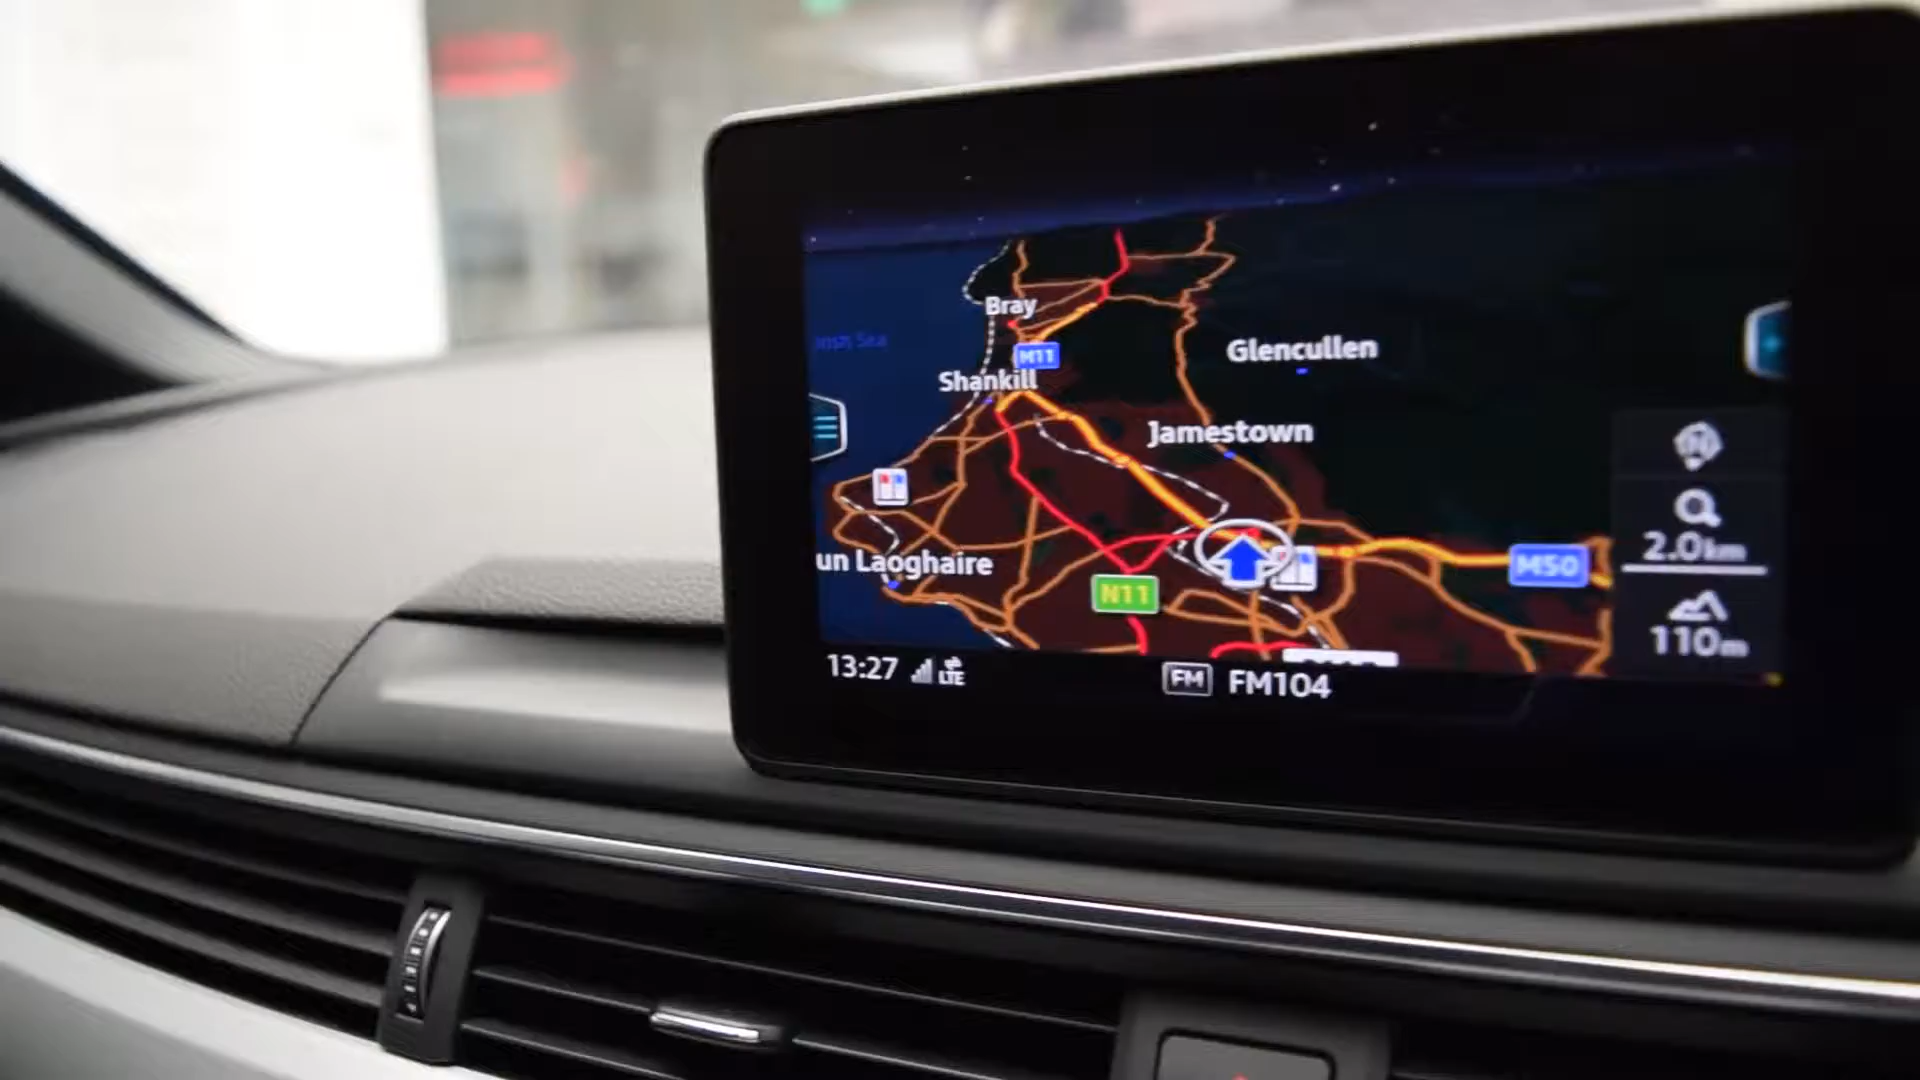 Bray
M11
Shankill
Glencullen
Jamestown
un Laoghaire
N11
M50
2.0km
110m
13:27
LTE
FM
FM104